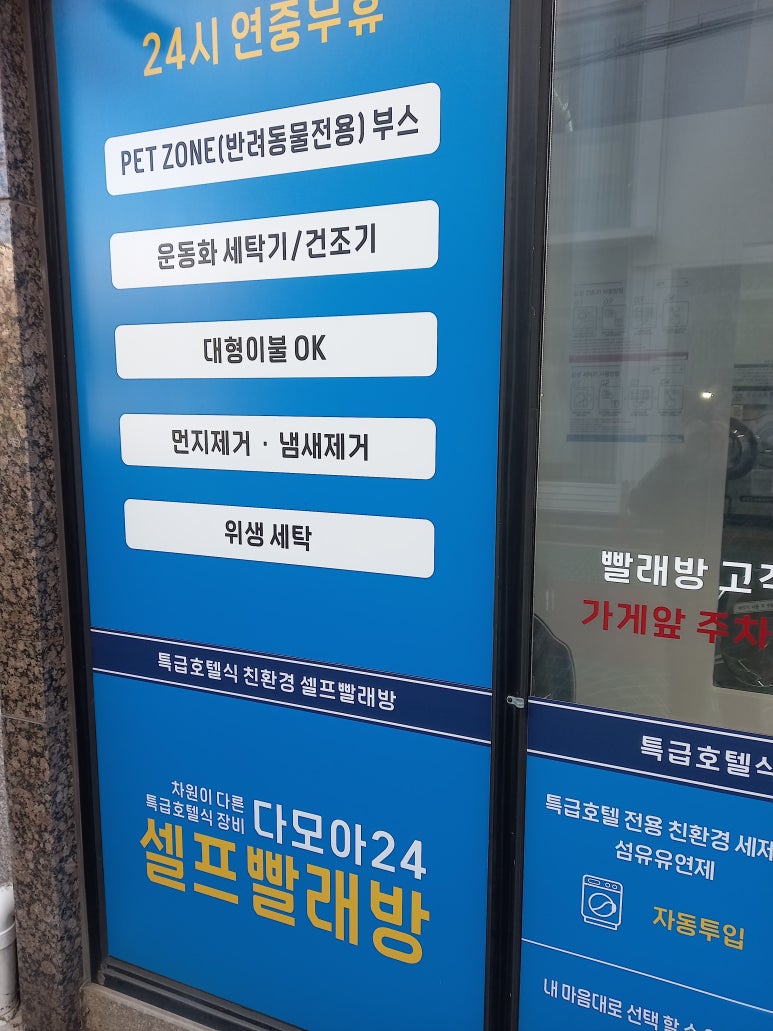 24시 연중무휴
PET ZONE(반려동물전용) 부스
운동화 세탁기/건조기
대형이불 OK
먼지제거 · 냄새제거
위생 세탁
특급호텔식 친환경 셀프빨래방
차원이 다른
특급호텔식 장비
다모아24
셀프빨래방
빨래방
가게앞 주차
특급호텔식
특급호텔 전용 친환경 세제
섬유유연제
자동투입
내 마음대로 선택 할